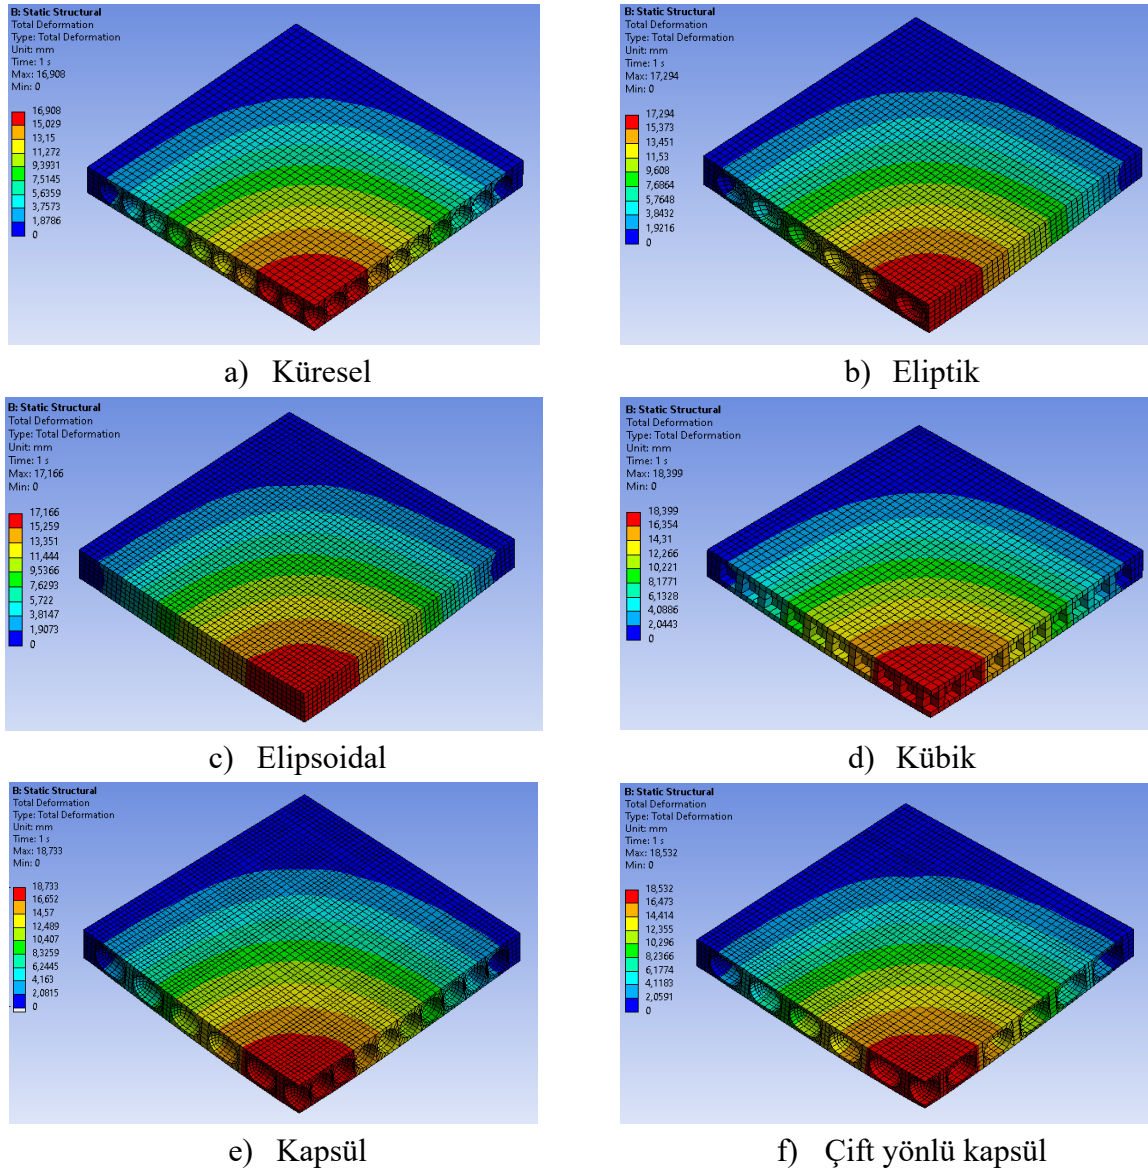 B: Static Structural
Total Deformation
Type: Total Deformation
Unit: mm
Time: 1 s
Max: 16,908
Min: 0
16,908
15,029
13,15
11,272
9,3931
7,5145
5,6359
3,7573
1,8786
0
a) Küresel
B: Static Structural
Total Deformation
Type: Total Deformation
Unit: mm
Time: 1 s
Max: 17,294
Min: 0
17,294
15,373
13,451
11,53
9,608
7,6864
5,7648
3,8432
1,9216
0
b) Eliptik
B: Static Structural
Total Deformation
Type: Total Deformation
Unit: mm
Time: 1 s
Max: 17,166
Min: 0
17,166
15,259
13,351
11,444
9,5366
7,6293
5,722
3,8147
1,9073
0
c) Elipsoidal
B: Static Structural
Total Deformation
Type: Total Deformation
Unit: mm
Time: 1 s
Max: 18,399
Min: 0
18,399
16,354
14,31
12,266
10,221
8,1771
6,1328
4,0886
2,0443
0
d) Kübik
B: Static Structural
Total Deformation
Type: Total Deformation
Unit: mm
Time: 1 s
Max: 18,733
Min: 0
18,733
16,652
14,57
12,489
10,407
8,3259
6,2445
4,163
2,0815
0
e) Kapsül
B: Static Structural
Total Deformation
Type: Total Deformation
Unit: mm
Time: 1 s
Max: 18,532
Min: 0
18,532
16,473
14,414
12,355
10,296
8,2366
6,1774
4,1183
2,0591
0
f) Çift yönlü kapsül